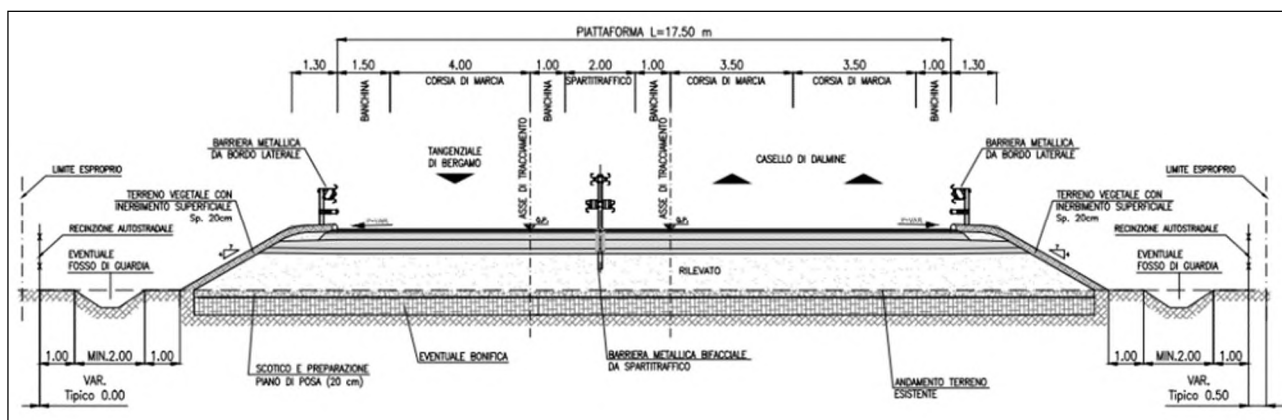 PIATTAFORMA L=17.50 m
1.30
1.50
4.00
1.00
2.00
1.00
3.50
3.50
1.00
1.30
BANCHINA
CORSIA DI MARCIA
BANCHINA
SPARTITRAFFICO
BANCHINA
CORSIA DI MARCIA
CORSIA DI MARCIA
BANCHINA
BARRIERA METALLICA
DA BORDO LATERALE
TANGENZIALE
DI BERGAMO
ASSE DI TRACCIAMENTO
ASSE DI TRACCIAMENTO
CASELLO DI DALMINE
BARRIERA METALLICA
DA BORDO LATERALE
LIMITE ESPROPRIO
LIMITE ESPROPRIO
TERRENO VEGETALE CON
INERBIMENTO SUPERFICIALE
Sp. 20cm
TERRENO VEGETALE CON
INERBIMENTO SUPERFICIALE
Sp. 20cm
RECINZIONE AUTOSTRADALE
RECINZIONE AUTOSTRADALE
EVENTUALE
FOSSO DI GUARDIA
EVENTUALE
FOSSO DI GUARDIA
RILEVATO
1.00
MIN.2.00
1.00
SCOTICO E PREPARAZIONE
PIANO DI POSA (20 cm)
EVENTUALE BONIFICA
BARRIERA METALLICA BIFACCIALE
DA SPARTITRAFFICO
ANDAMENTO TERRENO
ESISTENTE
1.00
MIN.2.00
1.00
VAR.
Tipico 0.00
VAR.
Tipico 0.50